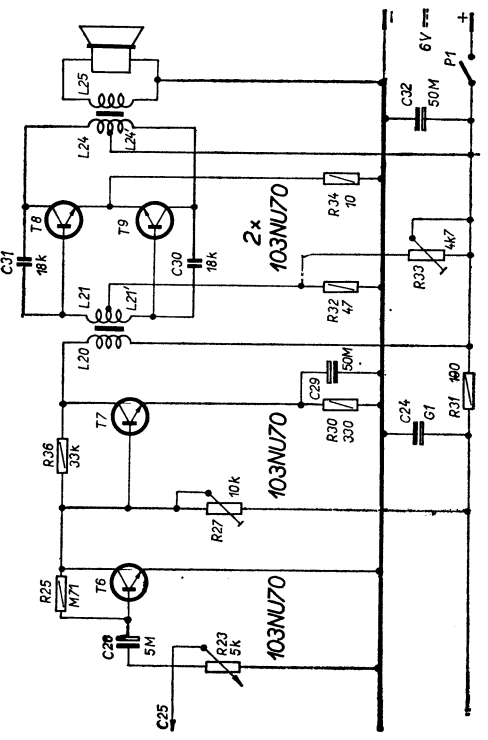 L25
L24
L24'
T8
T9
C31
18k
C30
18k
L21
L21'
L20
2x
103NU70
R34
10
R32
47
R33
4k7
C32
50M
6V
P1
+
−
R36
33k
T7
C29
50M
R30
330
103NU70
C24
G1
R31
100
R27
10k
R25
M71
T6
C28
5M
R23
5k
103NU70
C25